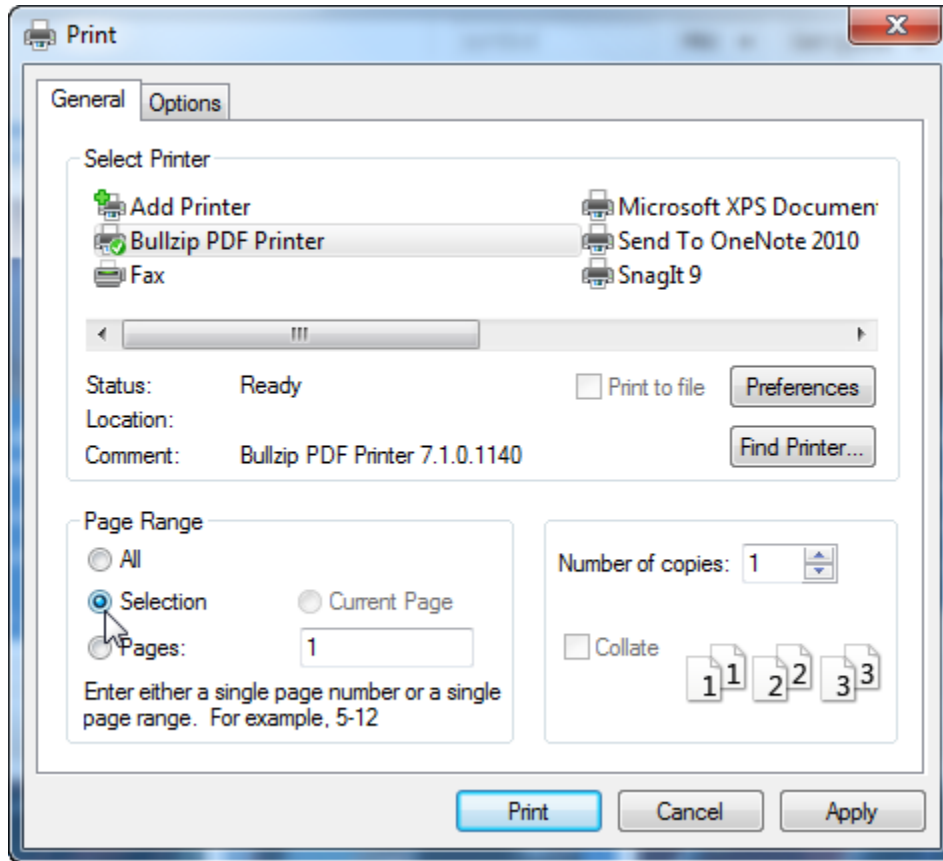 Print
General Options
Select Printer
Add Printer
Bullzip PDF Printer
Fax
Microsoft XPS Documen
Send To OneNote 2010
SnagIt 9
Status: Ready
Print to file
Preferences
Location:
Comment: Bullzip PDF Printer 7.1.0.1140
Find Printer...
Page Range
All
Selection
Current Page
Pages: 1
Enter either a single page number or a single
page range. For example, 5-12
Number of copies: 1
Collate
1 1 2 2 3 3
Print Cancel Apply